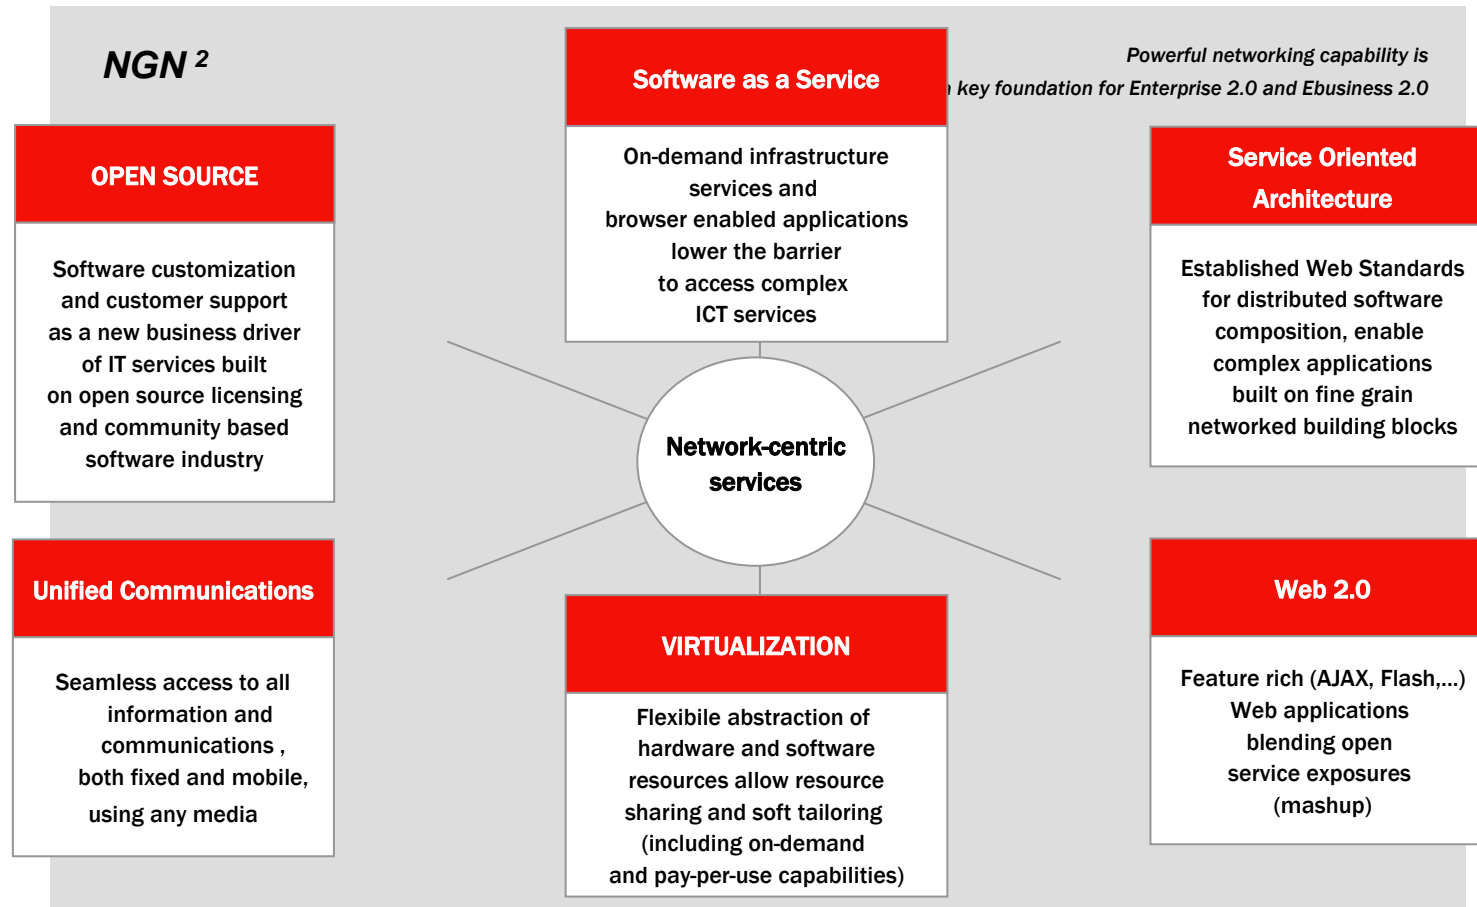 NGN 2
Powerful networking capability is
key foundation for Enterprise 2.0 and Ebusiness 2.0
Software as a Service
On-demand infrastructure
services and
browser enabled applications
lower the barrier
to access complex
ICT services
OPEN SOURCE
Software customization
and customer support
as a new business driver
of IT services built
on open source licensing
and community based
software industry
Service Oriented
Architecture
Established Web Standards
for distributed software
composition, enable
complex applications
built on fine grain
networked building blocks
Network-centric
services
Unified Communications
Seamless access to all
information and
communications ,
both fixed and mobile,
using any media
VIRTUALIZATION
Flexibile abstraction of
hardware and software
resources allow resource
sharing and soft tailoring
(including on-demand
and pay-per-use capabilities)
Web 2.0
Feature rich (AJAX, Flash,...)
Web applications
blending open
service exposures
(mashup)